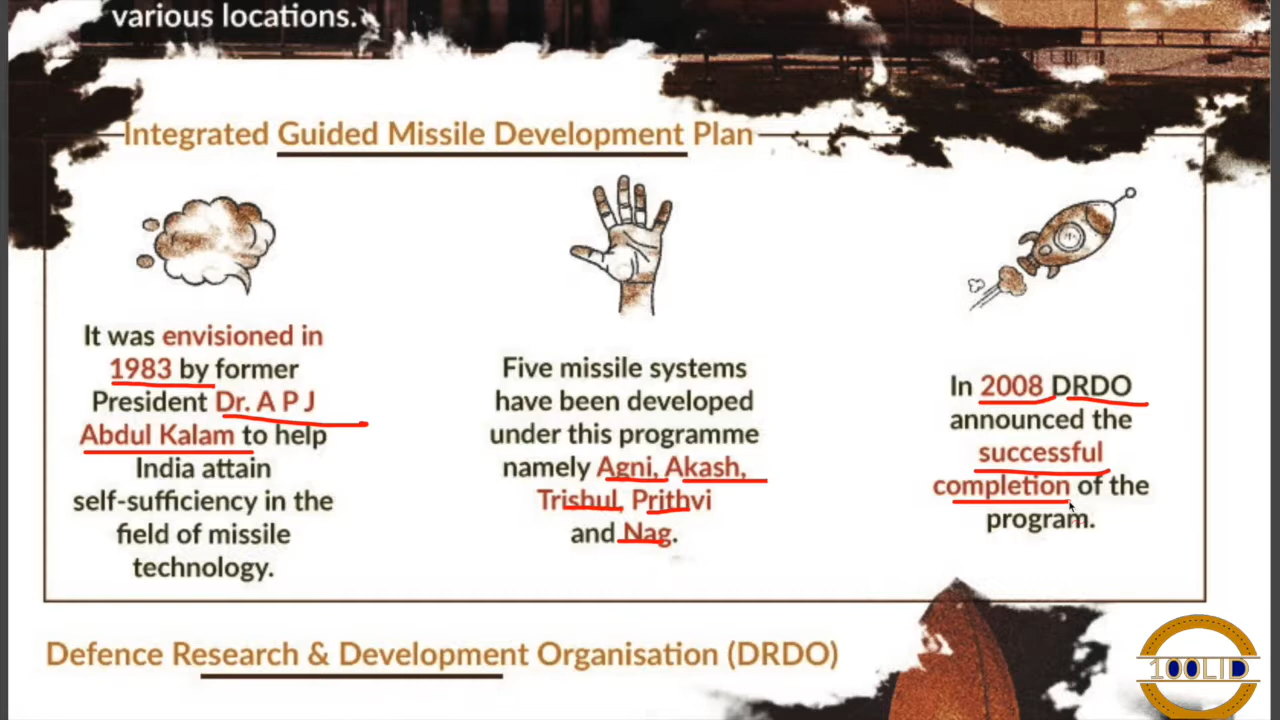 various locations.
Integrated Guided Missile Development Plan
It was envisioned in
1983 by former
President Dr. A P J
Abdul Kalam to help
India attain
self-sufficiency in the
field of missile
technology.
Five missile systems
have been developed
under this programme
namely Agni, Akash,
Trishul, Prithvi
and Nag.
In 2008 DRDO
announced the
successful
completion of the
program.
Defence Research & Development Organisation (DRDO)